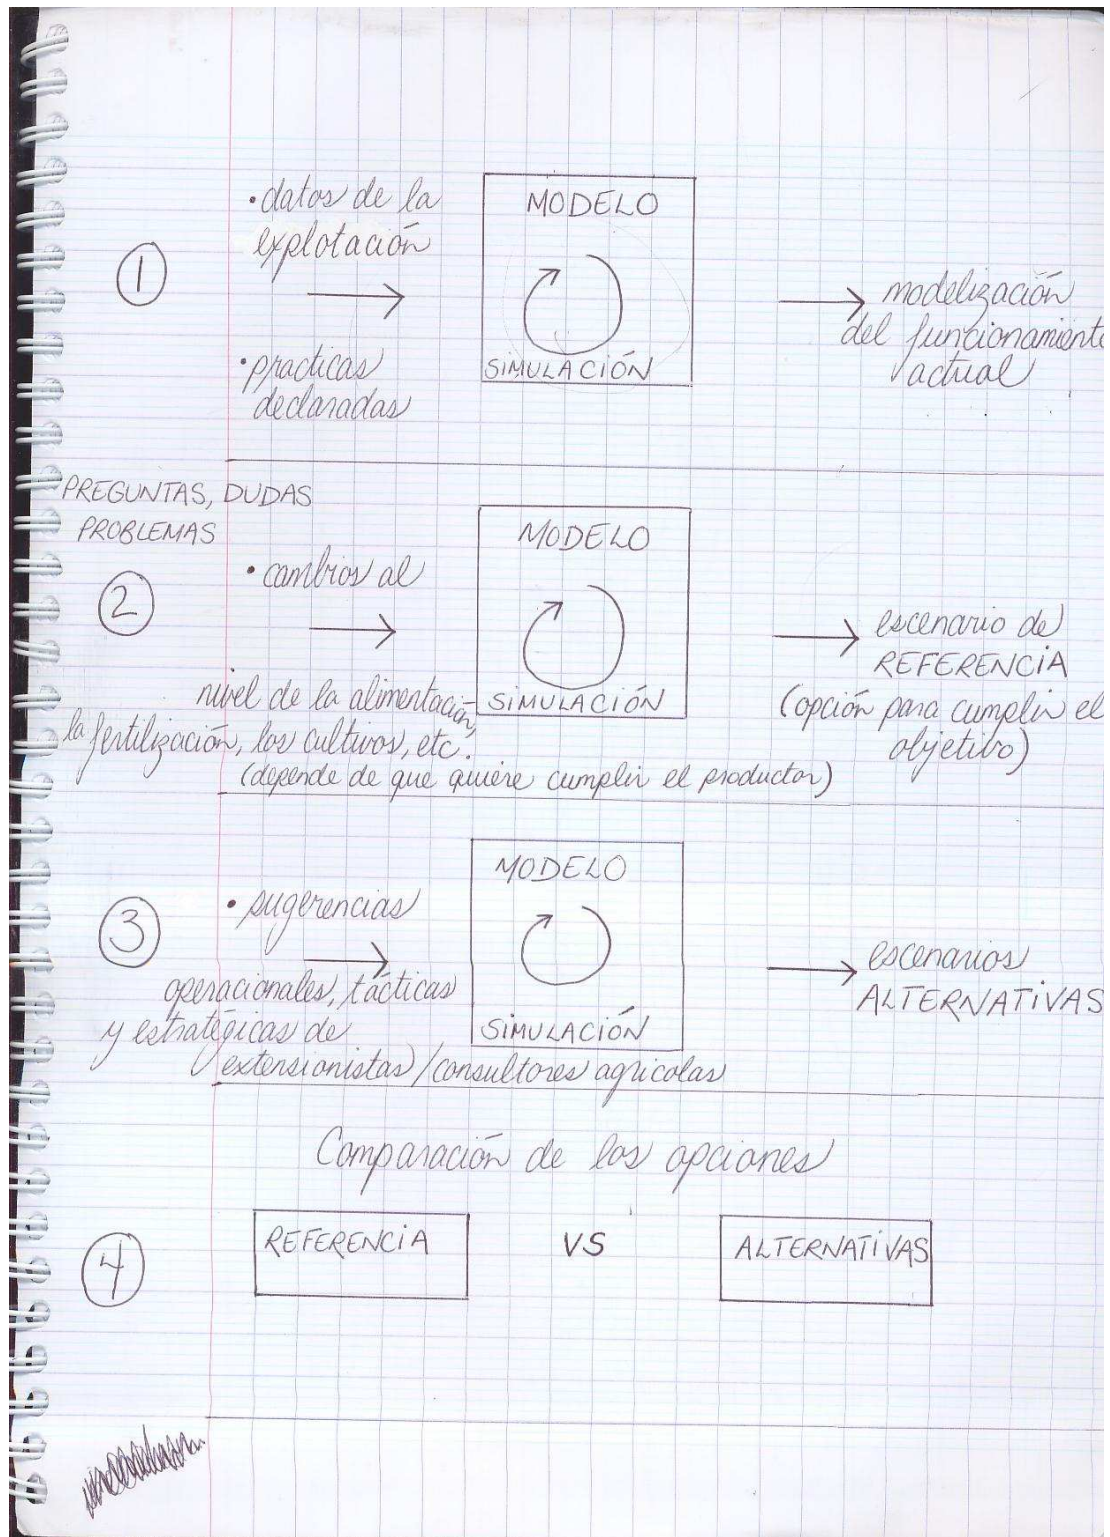 • datos de la
explotación
①
• practicas
declaradas
MODELO
SIMULACIÓN
modelización
del funcionamiento
actual
PREGUNTAS, DUDAS
PROBLEMAS
②
• cambios al
nivel de la alimentación,
la fertilización, los cultivos, etc.
(depende de que quiere cumplir el productor)
MODELO
SIMULACIÓN
escenario de
REFERENCIA
(opción para cumplir el
objetivo)
③
• sugerencias
operacionales, tácticas
y estratégicas de
extensionistas/consultores agricolas
MODELO
SIMULACIÓN
escenarios
ALTERNATIVAS
Comparación de los opciones
④
REFERENCIA VS ALTERNATIVAS